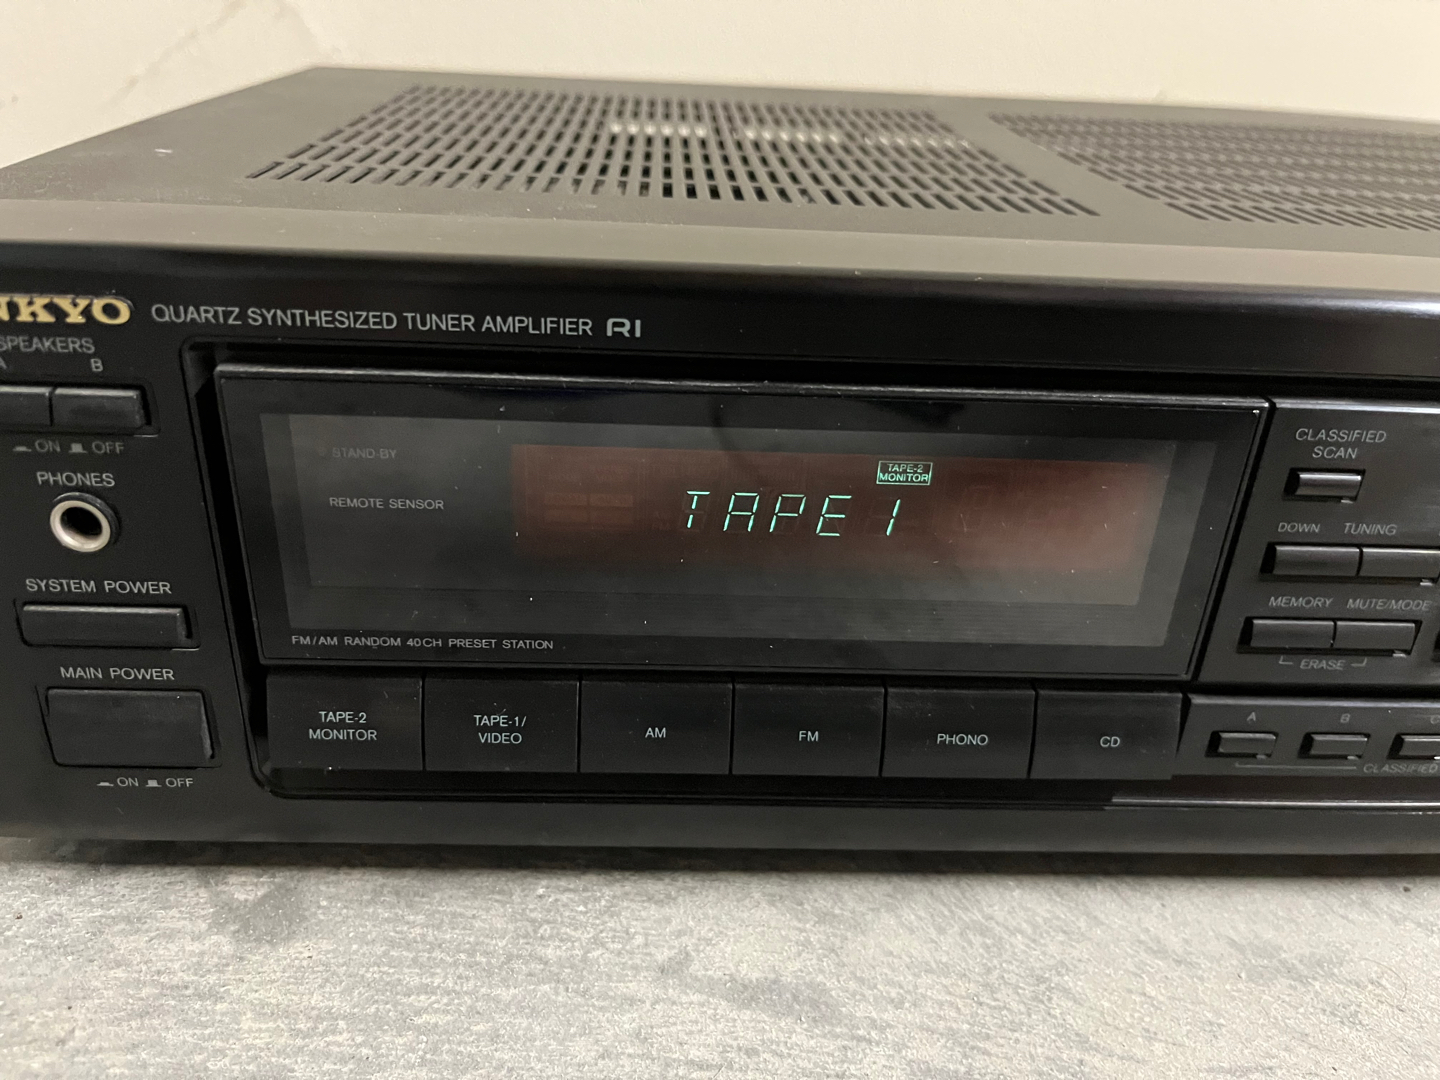 NKYO QUARTZ SYNTHESIZED TUNER AMPLIFIER RI
SPEAKERS
A B
ON OFF
PHONES
SYSTEM POWER
MAIN POWER
ON OFF
STAND-BY
REMOTE SENSOR
TAPE-2
MONITOR
TAPE 1
FM/AM RANDOM 40CH PRESET STATION
TAPE-2
MONITOR
TAPE-1/
VIDEO
AM
FM
PHONO
CD
CLASSIFIED
SCAN
DOWN TUNING
MEMORY MUTE/MODE
ERASE
A B C
CLASSIFIED